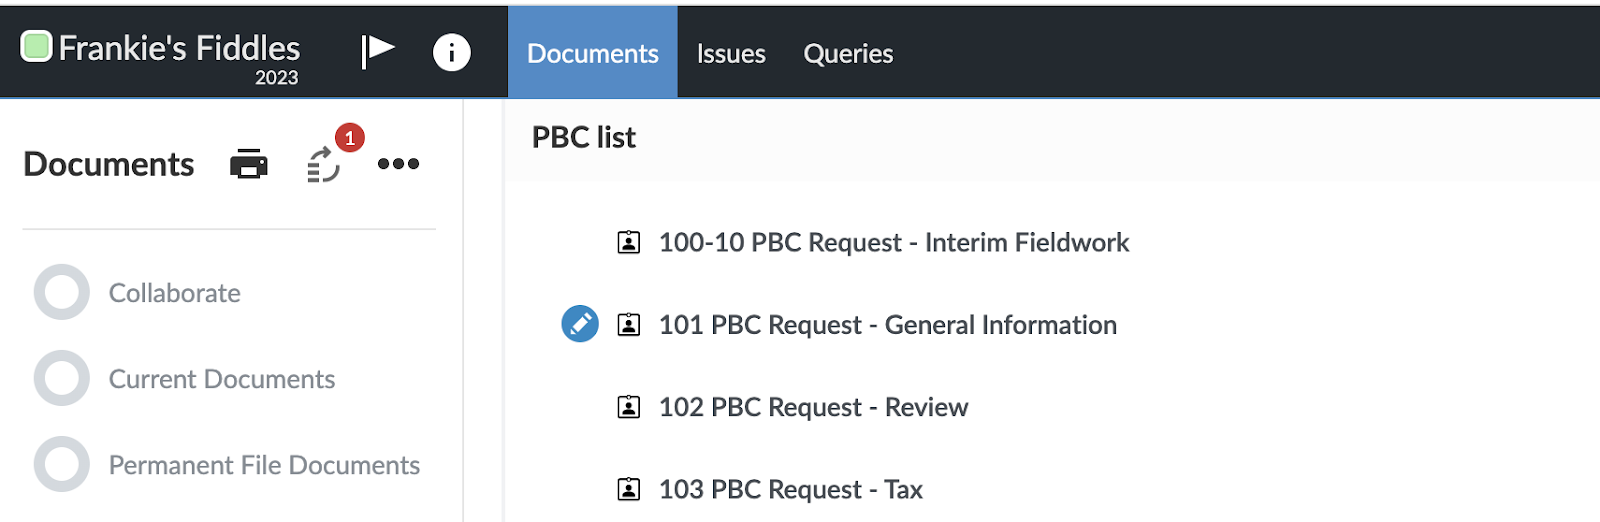 Frankie's Fiddles
2023
i
Documents Issues Queries
Documents
1
Collaborate
Current Documents
Permanent File Documents
PBC list
100-10 PBC Request - Interim Fieldwork
101 PBC Request - General Information
102 PBC Request - Review
103 PBC Request - Tax